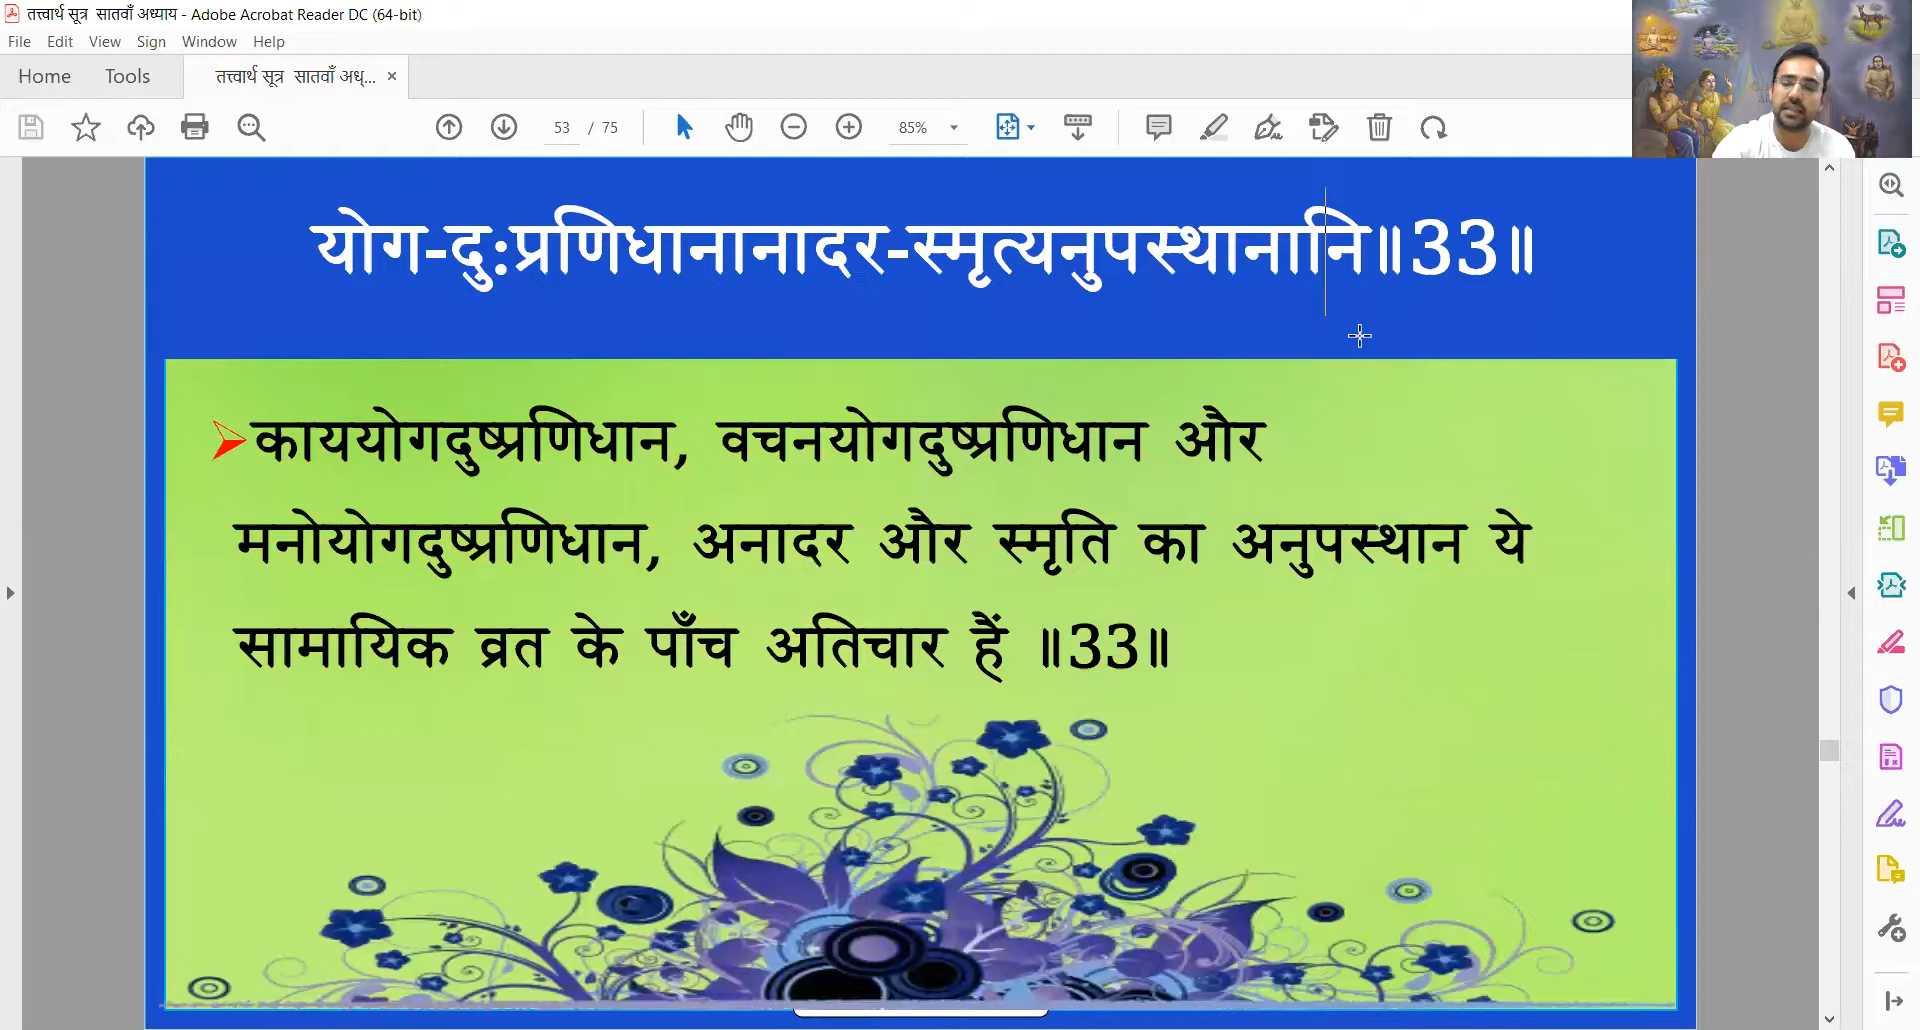 तत्त्वार्थ सूत्र सातवाँ अध्याय - Adobe Acrobat Reader DC (64-bit)
File Edit View Sign Window Help
Home Tools तत्त्वार्थ सूत्र सातवाँ अध्... ×
53 / 75 85%
योग-दु:प्रणिधानानादर-स्मृत्यनुपस्थानानि॥33॥
काययोगदुष्प्रणिधान, वचनयोगदुष्प्रणिधान और
मनोयोगदुष्प्रणिधान, अनादर और स्मृति का अनुपस्थान ये
सामायिक व्रत के पाँच अतिचार हैं ॥33॥